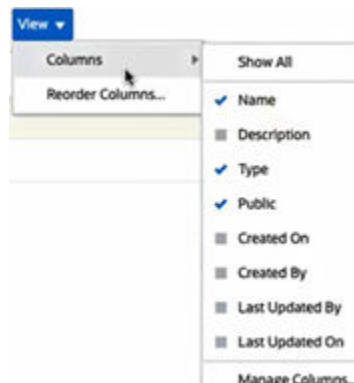 View
Columns
Reorder Columns...
Show All
Name
Description
Type
Public
Created On
Created By
Last Updated By
Last Updated On
Manage Columns...